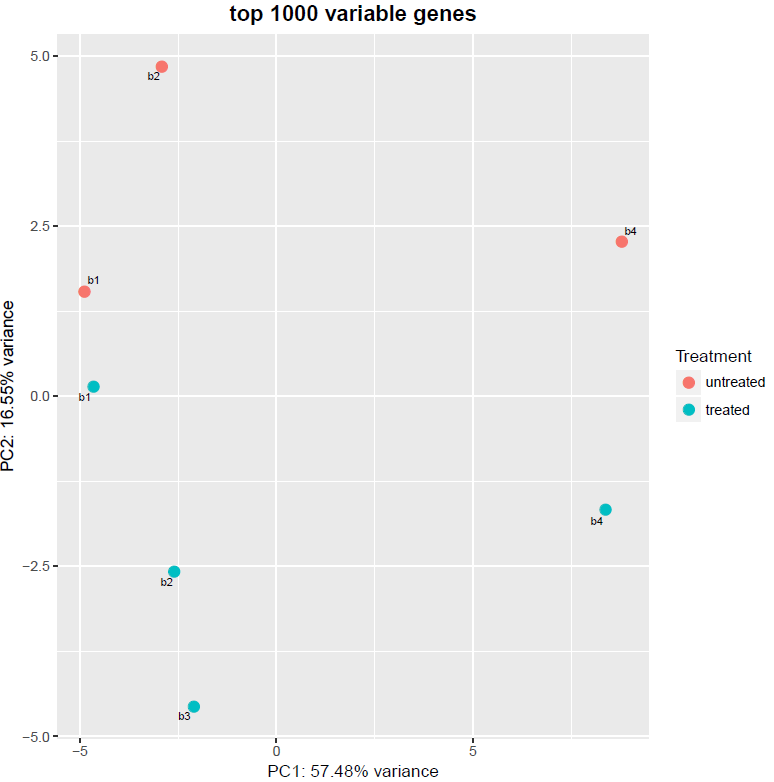 top 1000 variable genes
5.0
2.5
0.0
−2.5
−5.0
PC2: 16.55% variance
b2
b4
b1
b1
b4
b2
b3
−5
0
5
PC1: 57.48% variance
Treatment
untreated
treated